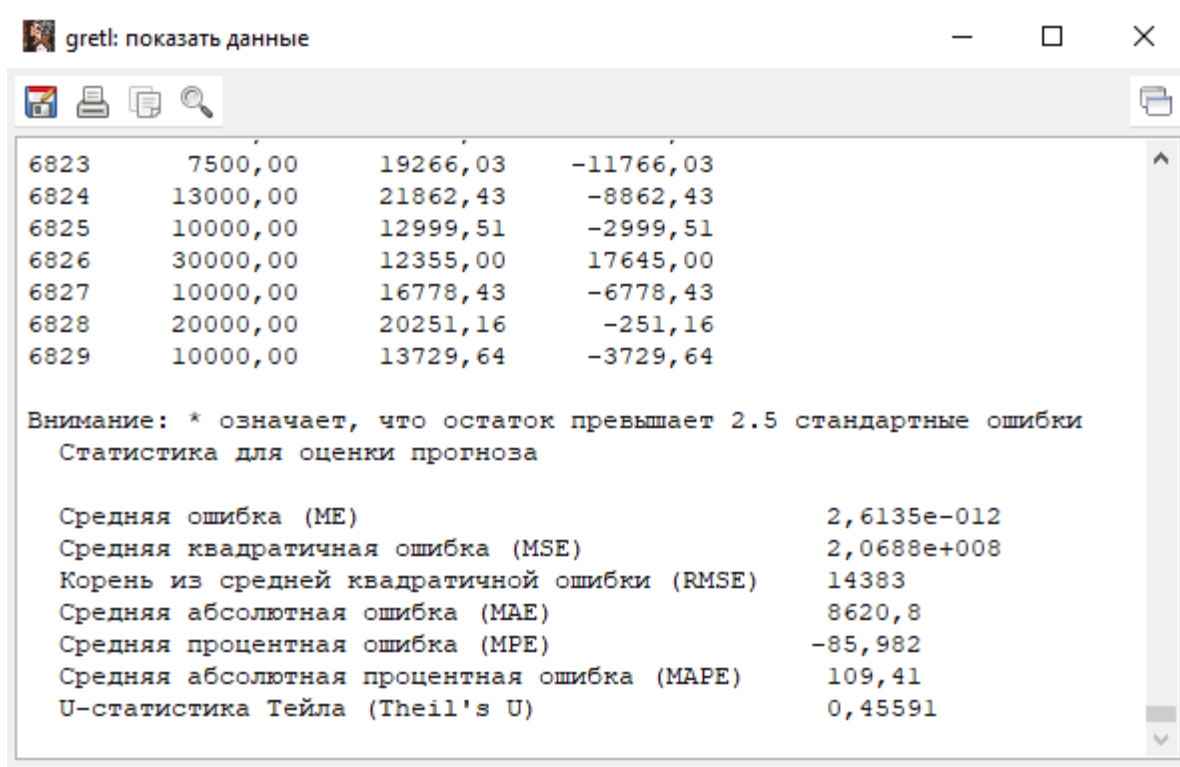 gretl: показать данные
6823 7500,00 19266,03 -11766,03
6824 13000,00 21862,43 -8862,43
6825 10000,00 12999,51 -2999,51
6826 30000,00 12355,00 17645,00
6827 10000,00 16778,43 -6778,43
6828 20000,00 20251,16 -251,16
6829 10000,00 13729,64 -3729,64
Внимание: * означает, что остаток превышает 2.5 стандартные ошибки
Статистика для оценки прогноза
Средняя ошибка (ME) 2,6135e-012
Средняя квадратичная ошибка (MSE) 2,0688e+008
Корень из средней квадратичной ошибки (RMSE) 14383
Средняя абсолютная ошибка (MAE) 8620,8
Средняя процентная ошибка (MPE) -85,982
Средняя абсолютная процентная ошибка (MAPE) 109,41
U-статистика Тейла (Theil's U) 0,45591